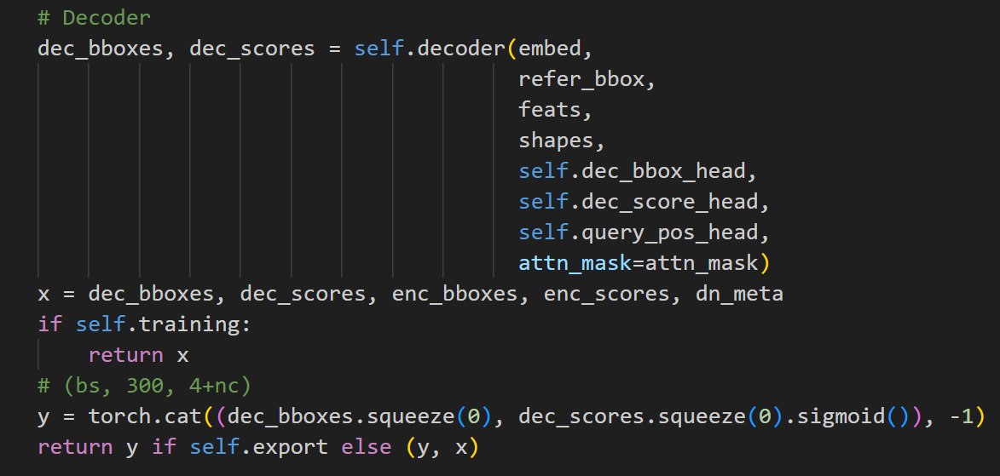 # Decoder
dec_bboxes, dec_scores = self.decoder(embed,
refer_bbox,
feats,
shapes,
self.dec_bbox_head,
self.dec_score_head,
self.query_pos_head,
attn_mask=attn_mask)
x = dec_bboxes, dec_scores, enc_bboxes, enc_scores, dn_meta
if self.training:
return x
# (bs, 300, 4+nc)
y = torch.cat((dec_bboxes.squeeze(0), dec_scores.squeeze(0).sigmoid()), -1)
return y if self.export else (y, x)